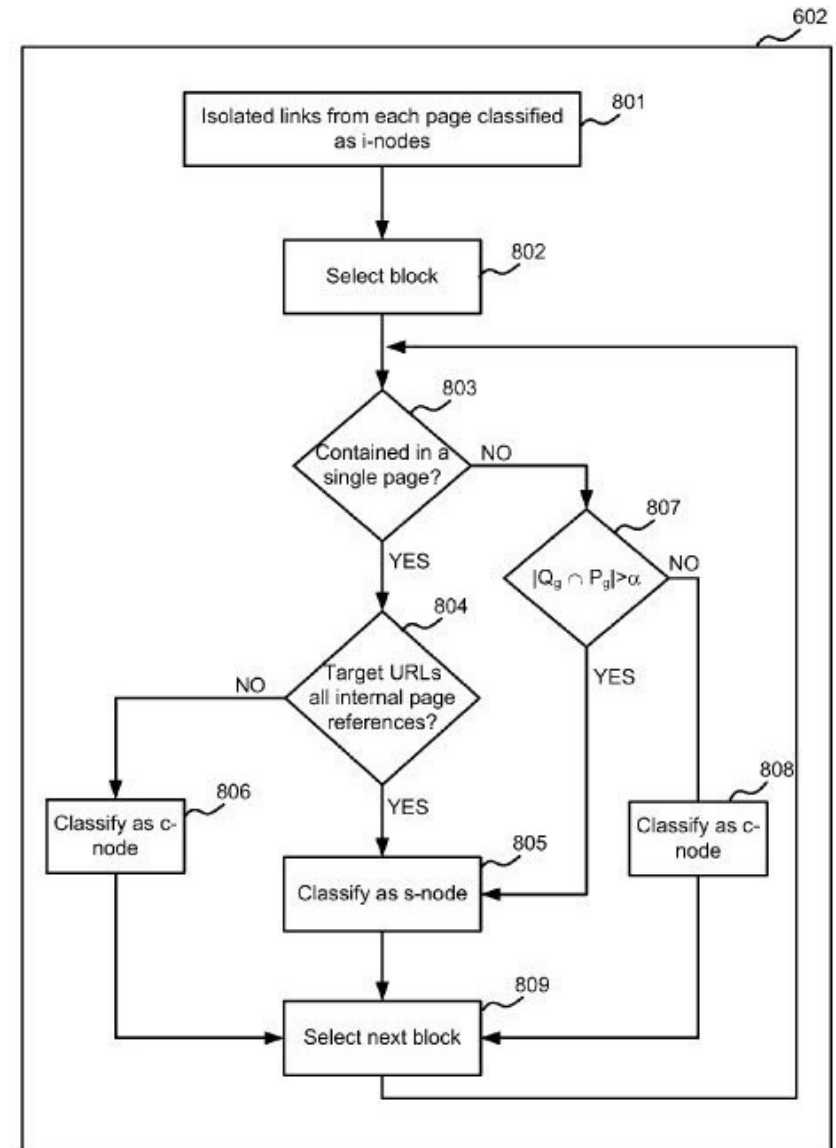 602
801
Isolated links from each page classified
as i-nodes
802
Select block
803
Contained in a
single page?
NO
807
|Qg ∩ Pg|>α
NO
YES
YES
804
Target URLs
all internal page
references?
NO
YES
806
Classify as c-
node
805
Classify as s-node
808
Classify as c-
node
809
Select next block